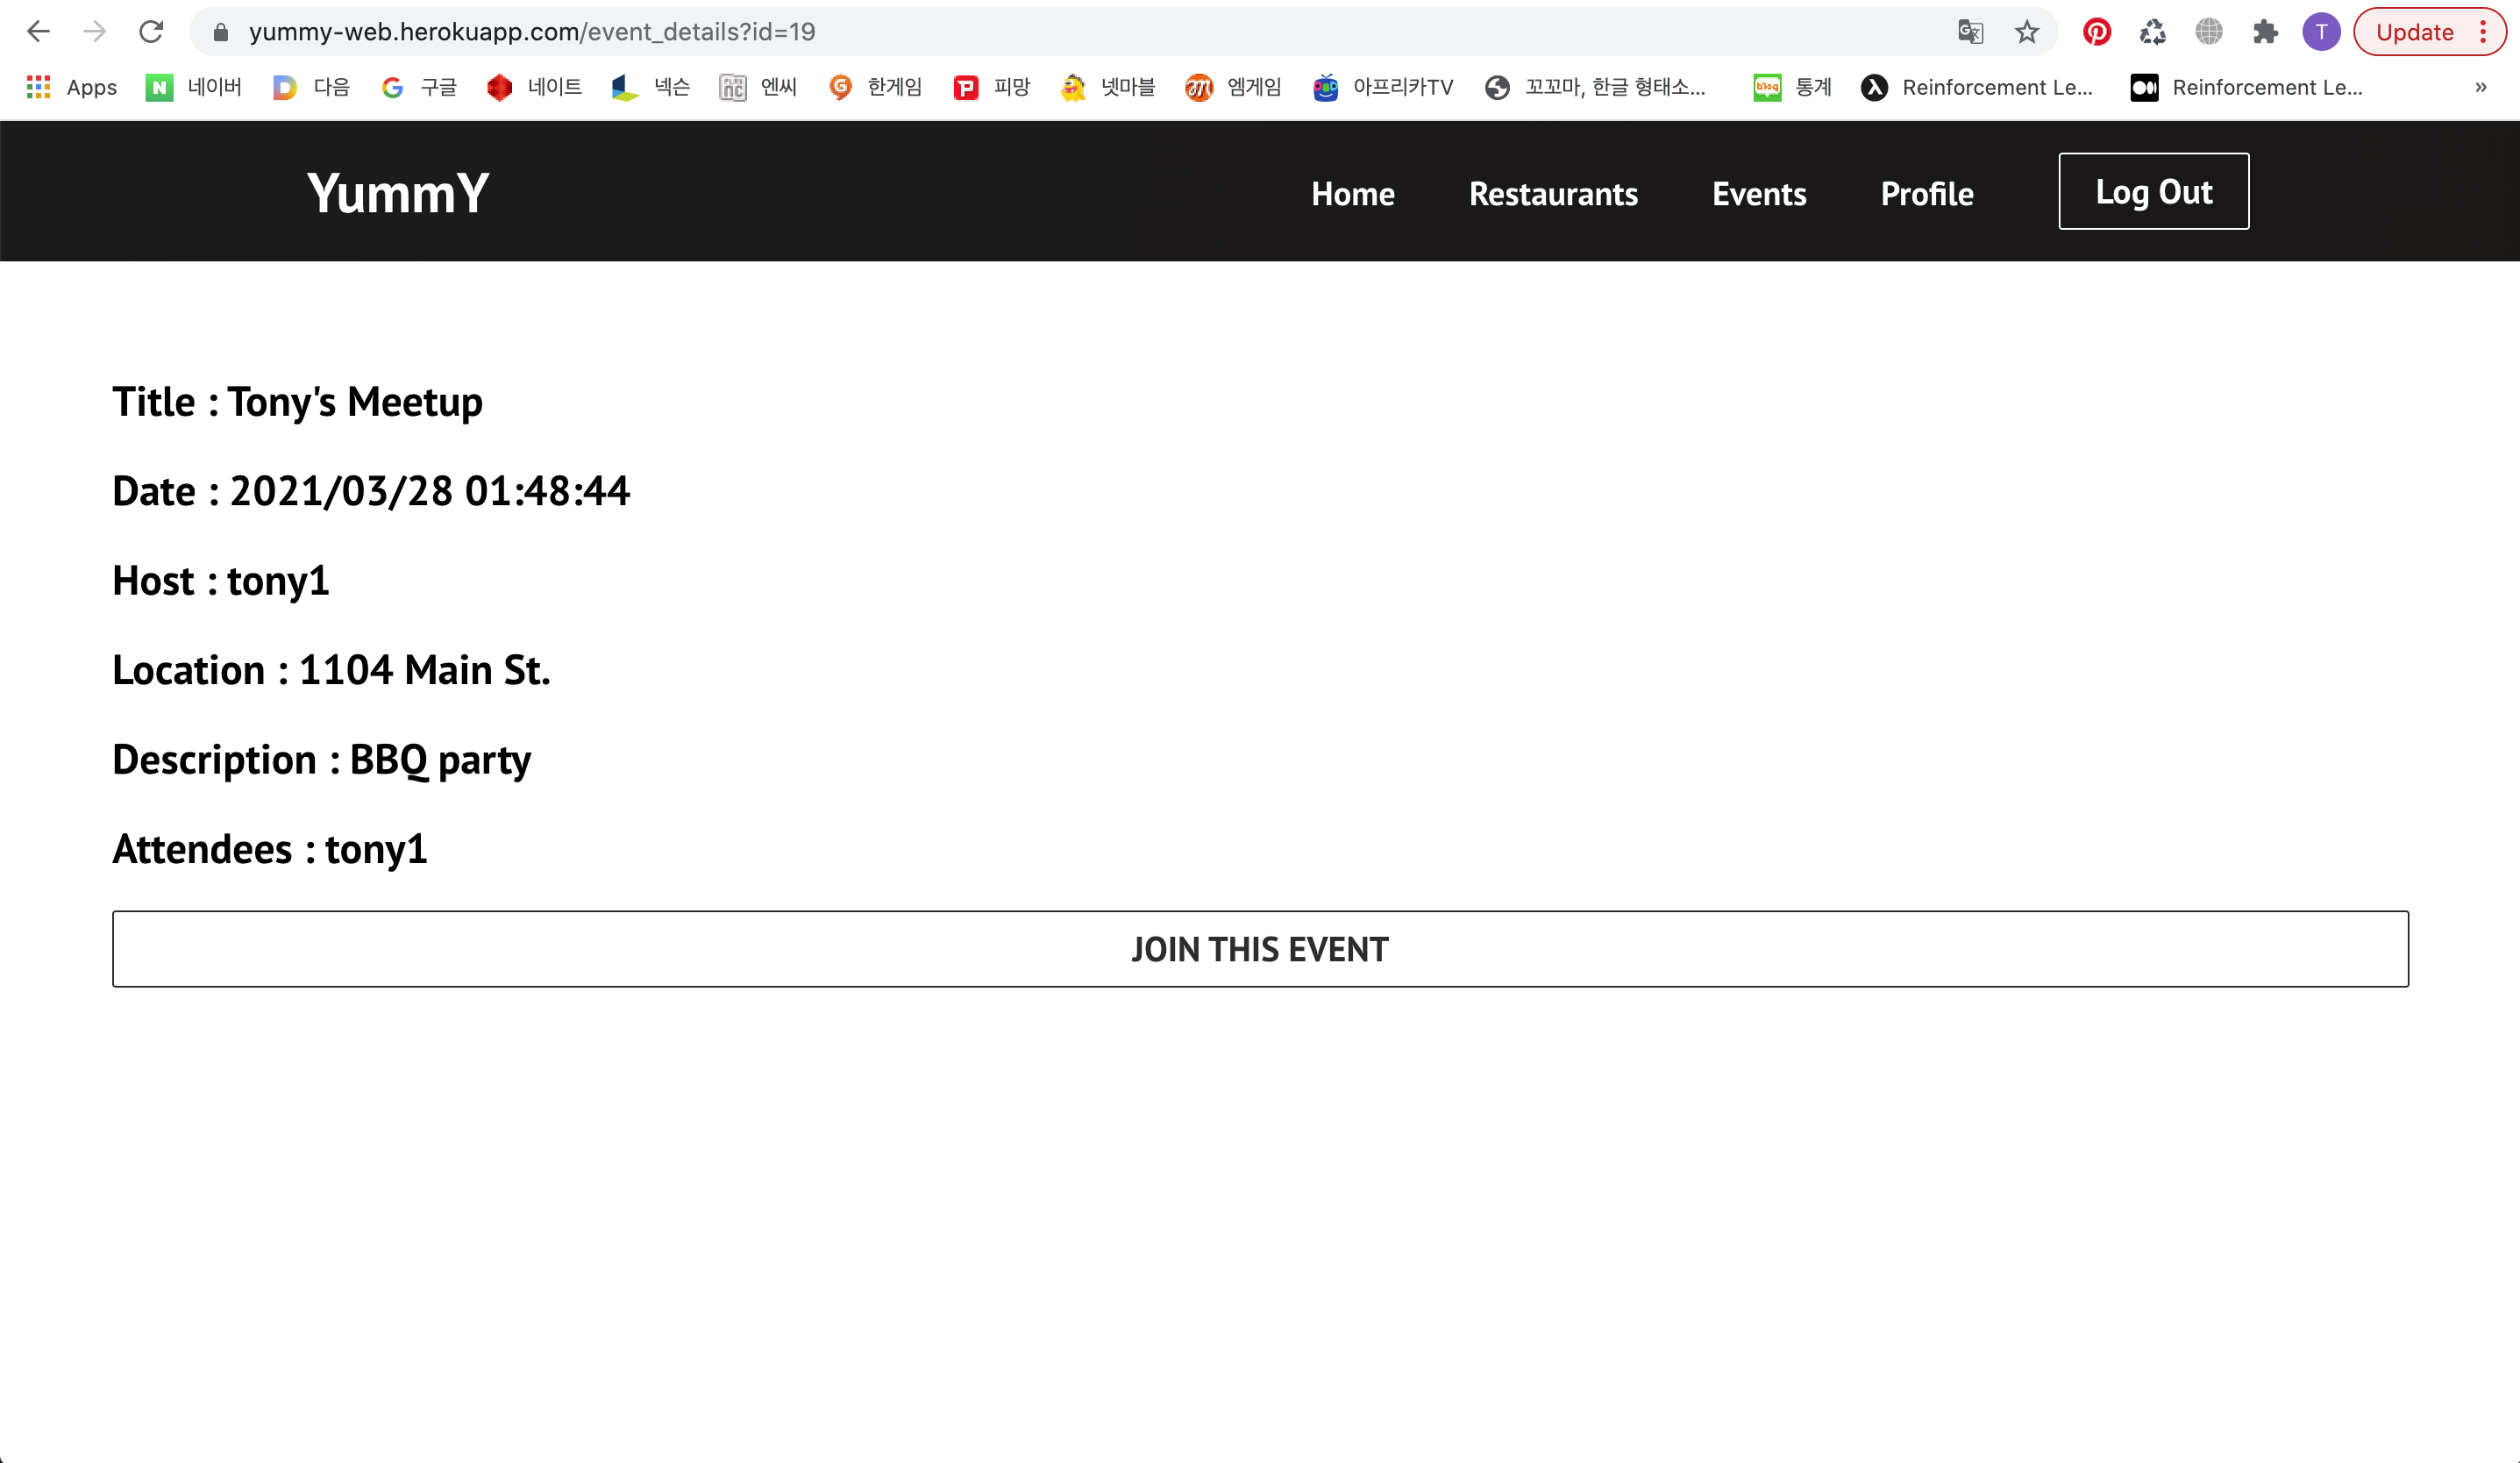 yummy-web.herokuapp.com/event_details?id=19
T
Update
Apps
네이버
다음
구글
네이트
넥슨
엔씨
한게임
피망
넷마블
엠게임
아프리카TV
꼬꼬마, 한글 형태소...
통계
Reinforcement Le...
Reinforcement Le...
»
YummY
Home
Restaurants
Events
Profile
Log Out
Title : Tony's Meetup
Date : 2021/03/28 01:48:44
Host : tony1
Location : 1104 Main St.
Description : BBQ party
Attendees : tony1
JOIN THIS EVENT